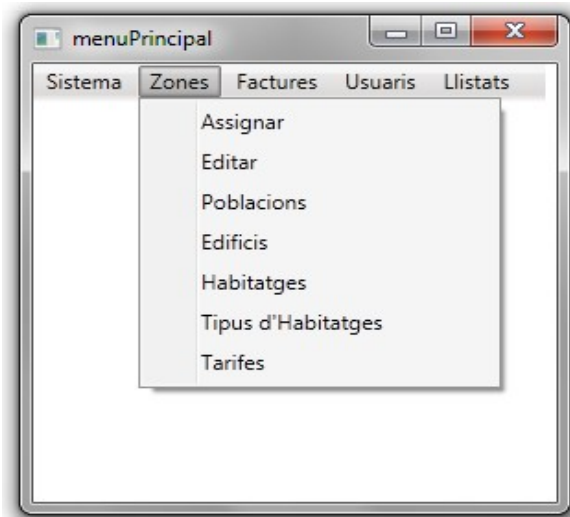 menuPrincipal
Sistema Zones Factures Usuaris Llistats
Assignar
Editar
Poblacions
Edificis
Habitatges
Tipus d'Habitatges
Tarifes